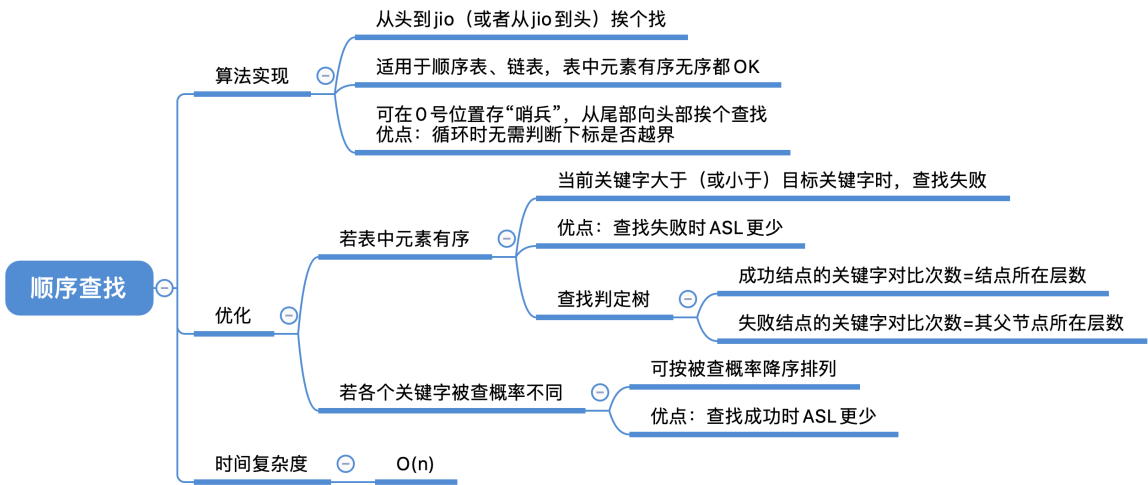 顺序查找
算法实现
从头到jio（或者从jio到头）挨个找
适用于顺序表、链表，表中元素有序无序都OK
可在0号位置存“哨兵”，从尾部向头部挨个查找
优点：循环时无需判断下标是否越界
优化
若表中元素有序
当前关键字大于（或小于）目标关键字时，查找失败
优点：查找失败时ASL更少
查找判定树
成功结点的关键字对比次数=结点所在层数
失败结点的关键字对比次数=其父节点所在层数
若各个关键字被查概率不同
可按被查概率降序排列
优点：查找成功时ASL更少
时间复杂度
O(n)